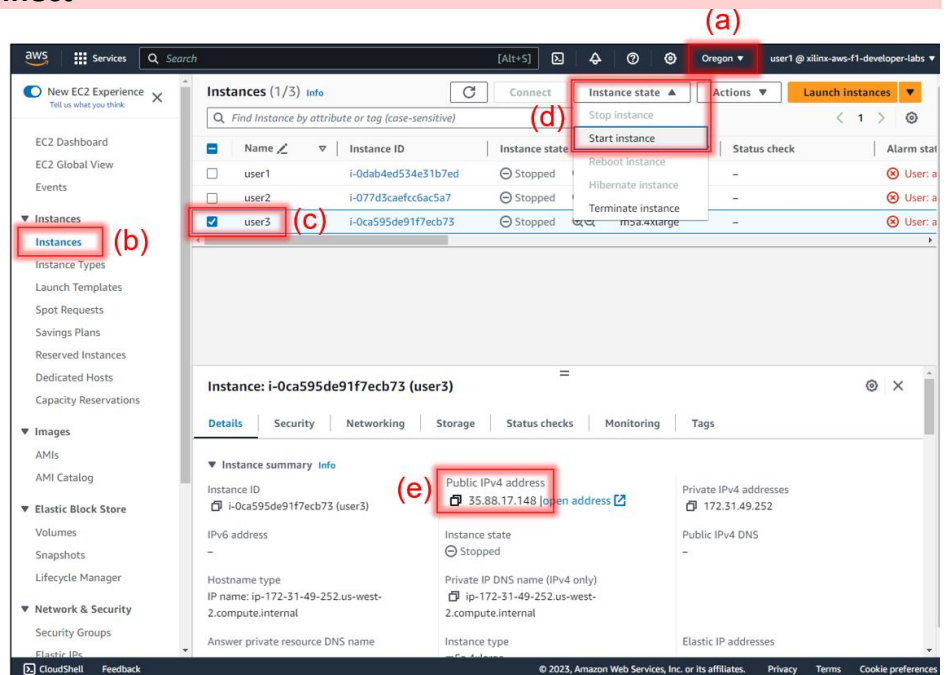 (a)
aws Services Search [Alt+S] Oregon ▼ user1 @ xilinx-aws-f1-developer-labs ▼
New EC2 Experience
Tell us what you think
EC2 Dashboard
EC2 Global View
Events
▼ Instances
Instances
(b)
Instance Types
Launch Templates
Spot Requests
Savings Plans
Reserved Instances
Dedicated Hosts
Capacity Reservations
▼ Images
AMIs
AMI Catalog
▼ Elastic Block Store
Volumes
Snapshots
Lifecycle Manager
▼ Network & Security
Security Groups
Elastic IPs
Instances (1/3) Info
Connect Instance state ▲ Actions ▼ Launch instances ▼
Find Instance by attribute or tag (case-sensitive)
(d)
< 1 >
Stop instance
Start instance
Reboot instance
Hibernate instance
Terminate instance
Name Instance ID Instance state Status check Alarm stat
user1 i-0dab4ed534e31b7ed Stopped – User: a
user2 i-077d3caefcc6ac5a7 Stopped – User: a
user3 (c) i-0ca595de91f7ecb73 Stopped m5a.4xlarge – User: a
Instance: i-0ca595de91f7ecb73 (user3)
Details Security Networking Storage Status checks Monitoring Tags
▼ Instance summary Info
Instance ID
i-0ca595de91f7ecb73 (user3)
(e)
Public IPv4 address
35.88.17.148 |open address
Private IPv4 addresses
172.31.49.252
IPv6 address
–
Instance state
Stopped
Public IPv4 DNS
–
Hostname type
IP name: ip-172-31-49-252.us-west-
2.compute.internal
Private IP DNS name (IPv4 only)
ip-172-31-49-252.us-west-
2.compute.internal
Answer private resource DNS name
Instance type
m5a.4xlarge
Elastic IP addresses
CloudShell Feedback © 2023, Amazon Web Services, Inc. or its affiliates. Privacy Terms Cookie preferences